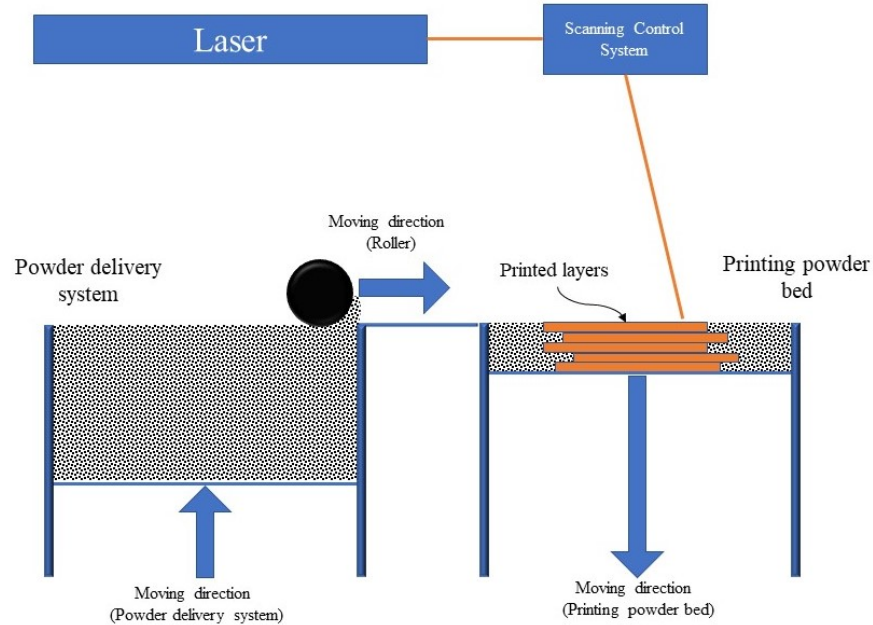 Laser
Scanning Control
System
Moving direction
(Roller)
Powder delivery
system
Printed layers
Printing powder
bed
Moving direction
(Powder delivery system)
Moving direction
(Printing powder bed)